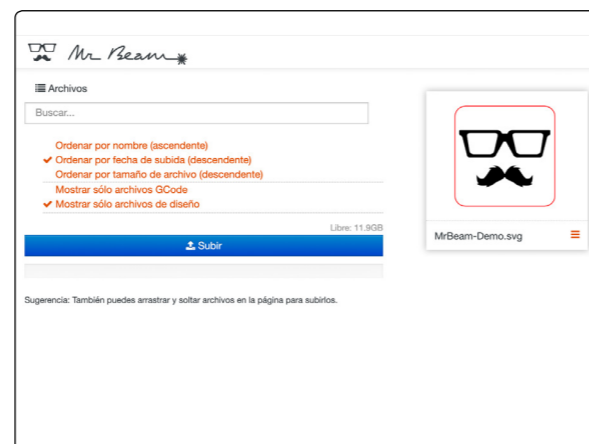 Mr Beam
Archivos
Buscar...
Ordenar por nombre (ascendente)
Ordenar por fecha de subida (descendente)
Ordenar por tamaño de archivo (descendente)
Mostrar sólo archivos GCode
Mostrar sólo archivos de diseño
Libre: 11.9GB
Subir
Sugerencia: También puedes arrastrar y soltar archivos en la página para subirlos.
MrBeam-Demo.svg